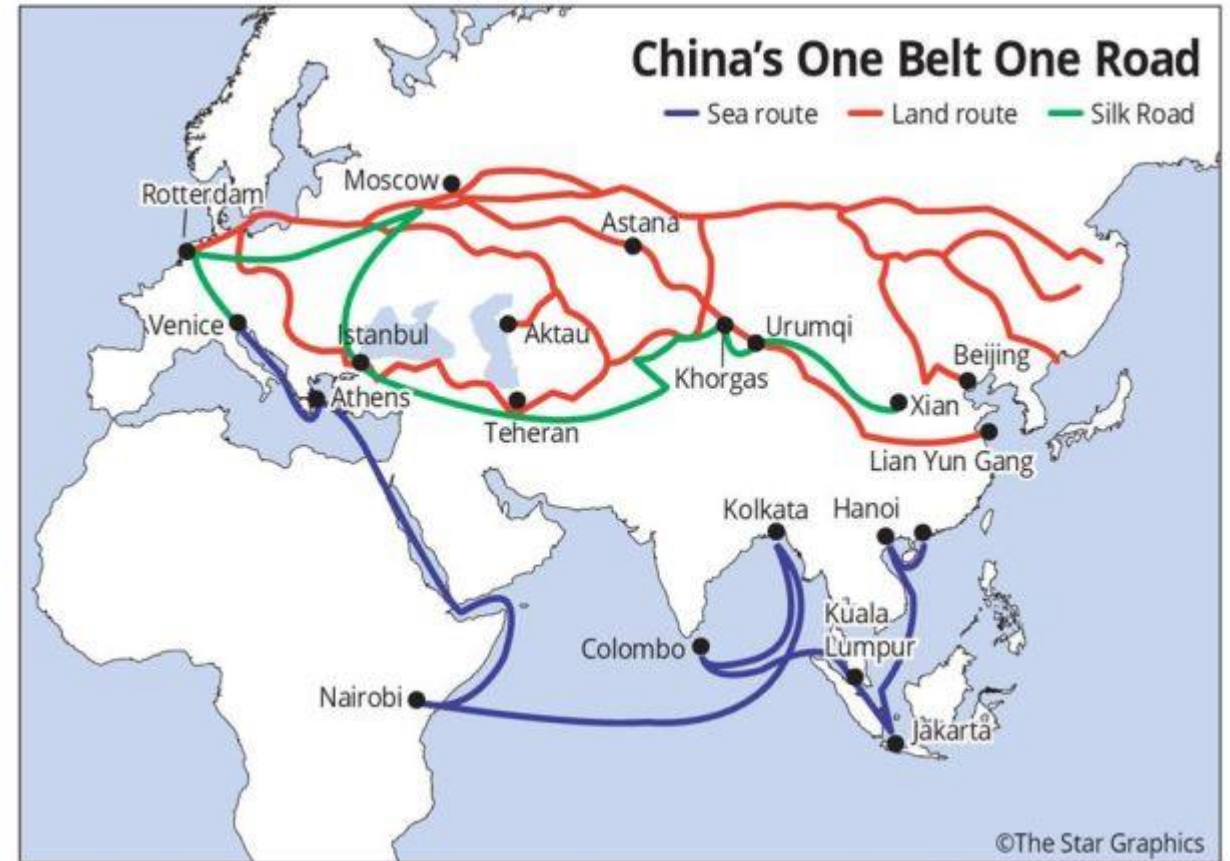 China's One Belt One Road
Sea route
Land route
Silk Road
Moscow
Rotterdam
Astana
Venice
Istanbul
Aktau
Urumqi
Khorgas
Beijing
Athens
Xian
Teheran
Lian Yun Gang
Kolkata
Hanoi
Kuala
Lumpur
Colombo
Nairobi
Jakarta
©The Star Graphics